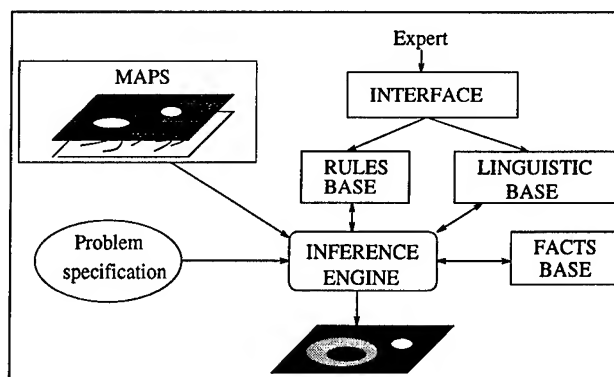 Expert
MAPS
INTERFACE
RULES
BASE
LINGUISTIC
BASE
Problem
specification
INFERENCE
ENGINE
FACTS
BASE